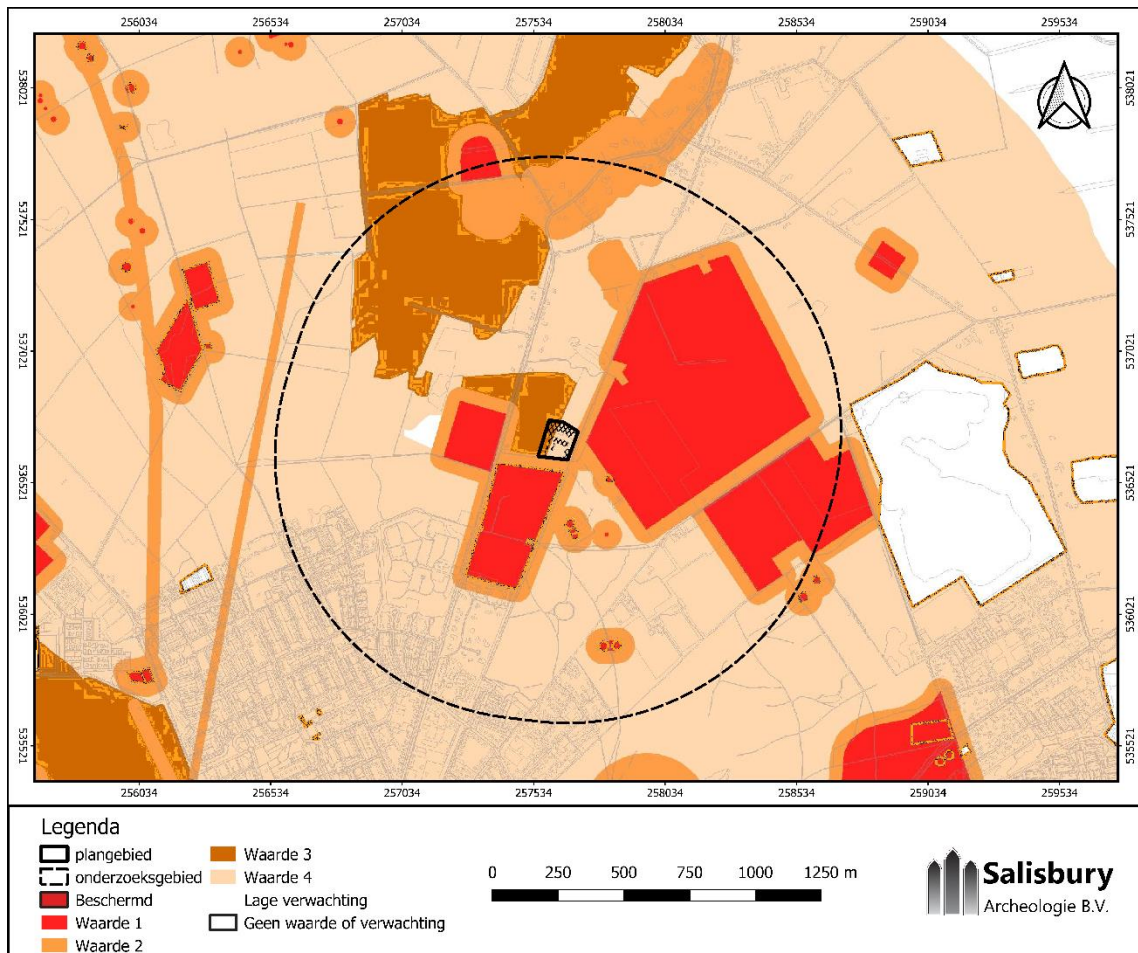 256034 256534 257034 257534 258034 258534 259034 259534
538021 538021
537521 537521
537021 537021
536521 536521
536021 536021
535521 535521
256034 256534 257034 257534 258034 258534 259034 259534
Legenda
plangebied
onderzoeksgebied
Beschermd
Waarde 1
Waarde 2
Waarde 3
Waarde 4
Lage verwachting
Geen waarde of verwachting
0 250 500 750 1000 1250 m
Salisbury
Archeologie B.V.